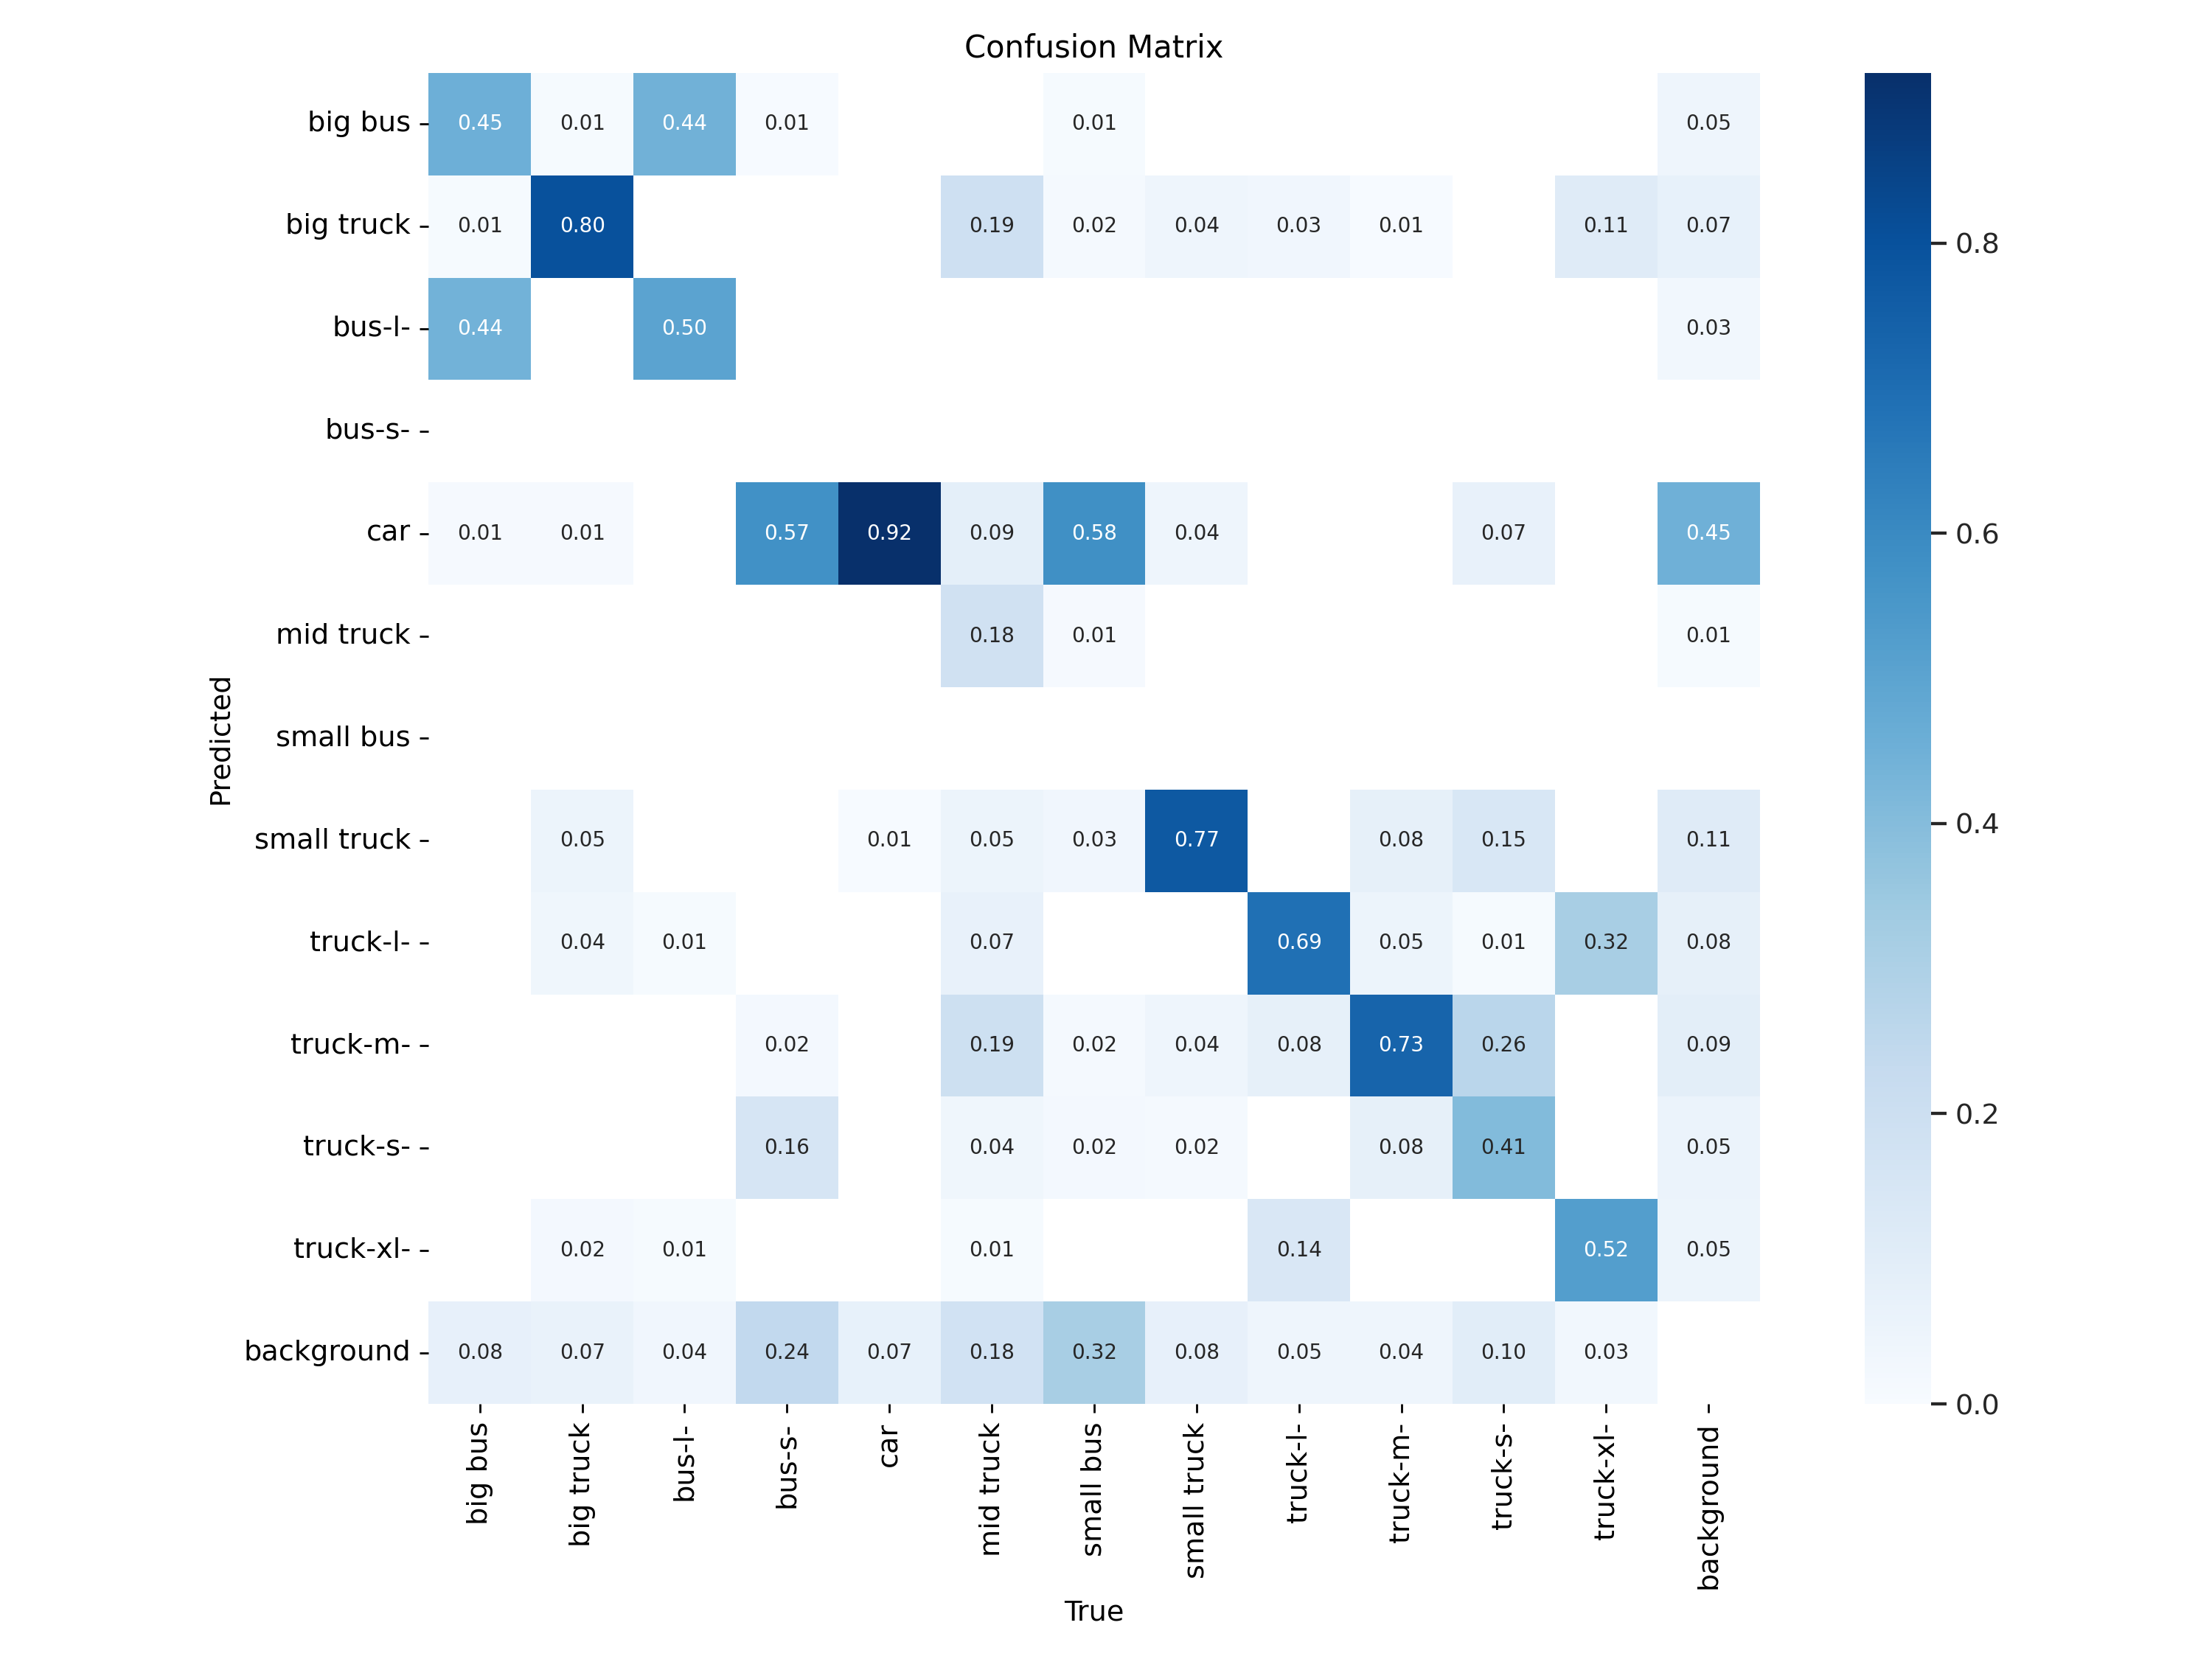 Confusion Matrix
big bus 0.45 0.01 0.44 0.01 0.01 0.05
big truck 0.01 0.80 0.19 0.02 0.04 0.03 0.01 0.11 0.07
bus-l- 0.44 0.50 0.03
bus-s-
car 0.01 0.01 0.57 0.92 0.09 0.58 0.04 0.07 0.45
mid truck 0.18 0.01 0.01
small bus
small truck 0.05 0.01 0.05 0.03 0.77 0.08 0.15 0.11
truck-l- 0.04 0.01 0.07 0.69 0.05 0.01 0.32 0.08
truck-m- 0.02 0.19 0.02 0.04 0.08 0.73 0.26 0.09
truck-s- 0.16 0.04 0.02 0.02 0.08 0.41 0.05
truck-xl- 0.02 0.01 0.01 0.14 0.52 0.05
background 0.08 0.07 0.04 0.24 0.07 0.18 0.32 0.08 0.05 0.04 0.10 0.03
Predicted
big bus
big truck
bus-l-
bus-s-
car
mid truck
small bus
small truck
truck-l-
truck-m-
truck-s-
truck-xl-
background
True
0.8
0.6
0.4
0.2
0.0